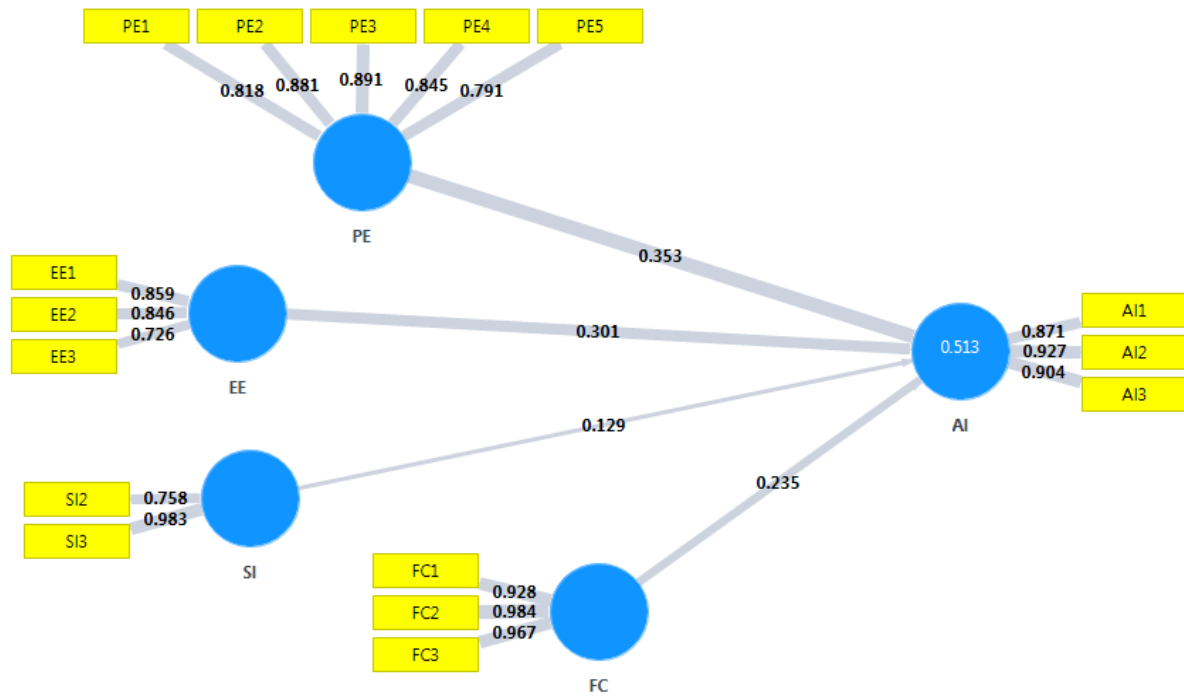 PE1 PE2 PE3 PE4 PE5
0.818 0.881 0.891 0.845 0.791
PE
0.353
EE1
EE2
EE3
0.859
0.846
0.726
EE
0.301
SI2
SI3
0.758
0.983
SI
0.129
FC1
FC2
FC3
0.928
0.984
0.967
FC
0.235
0.513
AI
0.871
0.927
0.904
AI1
AI2
AI3